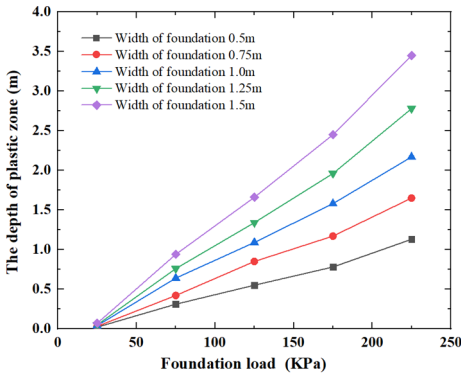 4.0
3.5
3.0
2.5
2.0
1.5
1.0
0.5
0.0
The depth of plastic zone (m)
Width of foundation 0.5m
Width of foundation 0.75m
Width of foundation 1.0m
Width of foundation 1.25m
Width of foundation 1.5m
0 50 100 150 200 250
Foundation load (KPa)